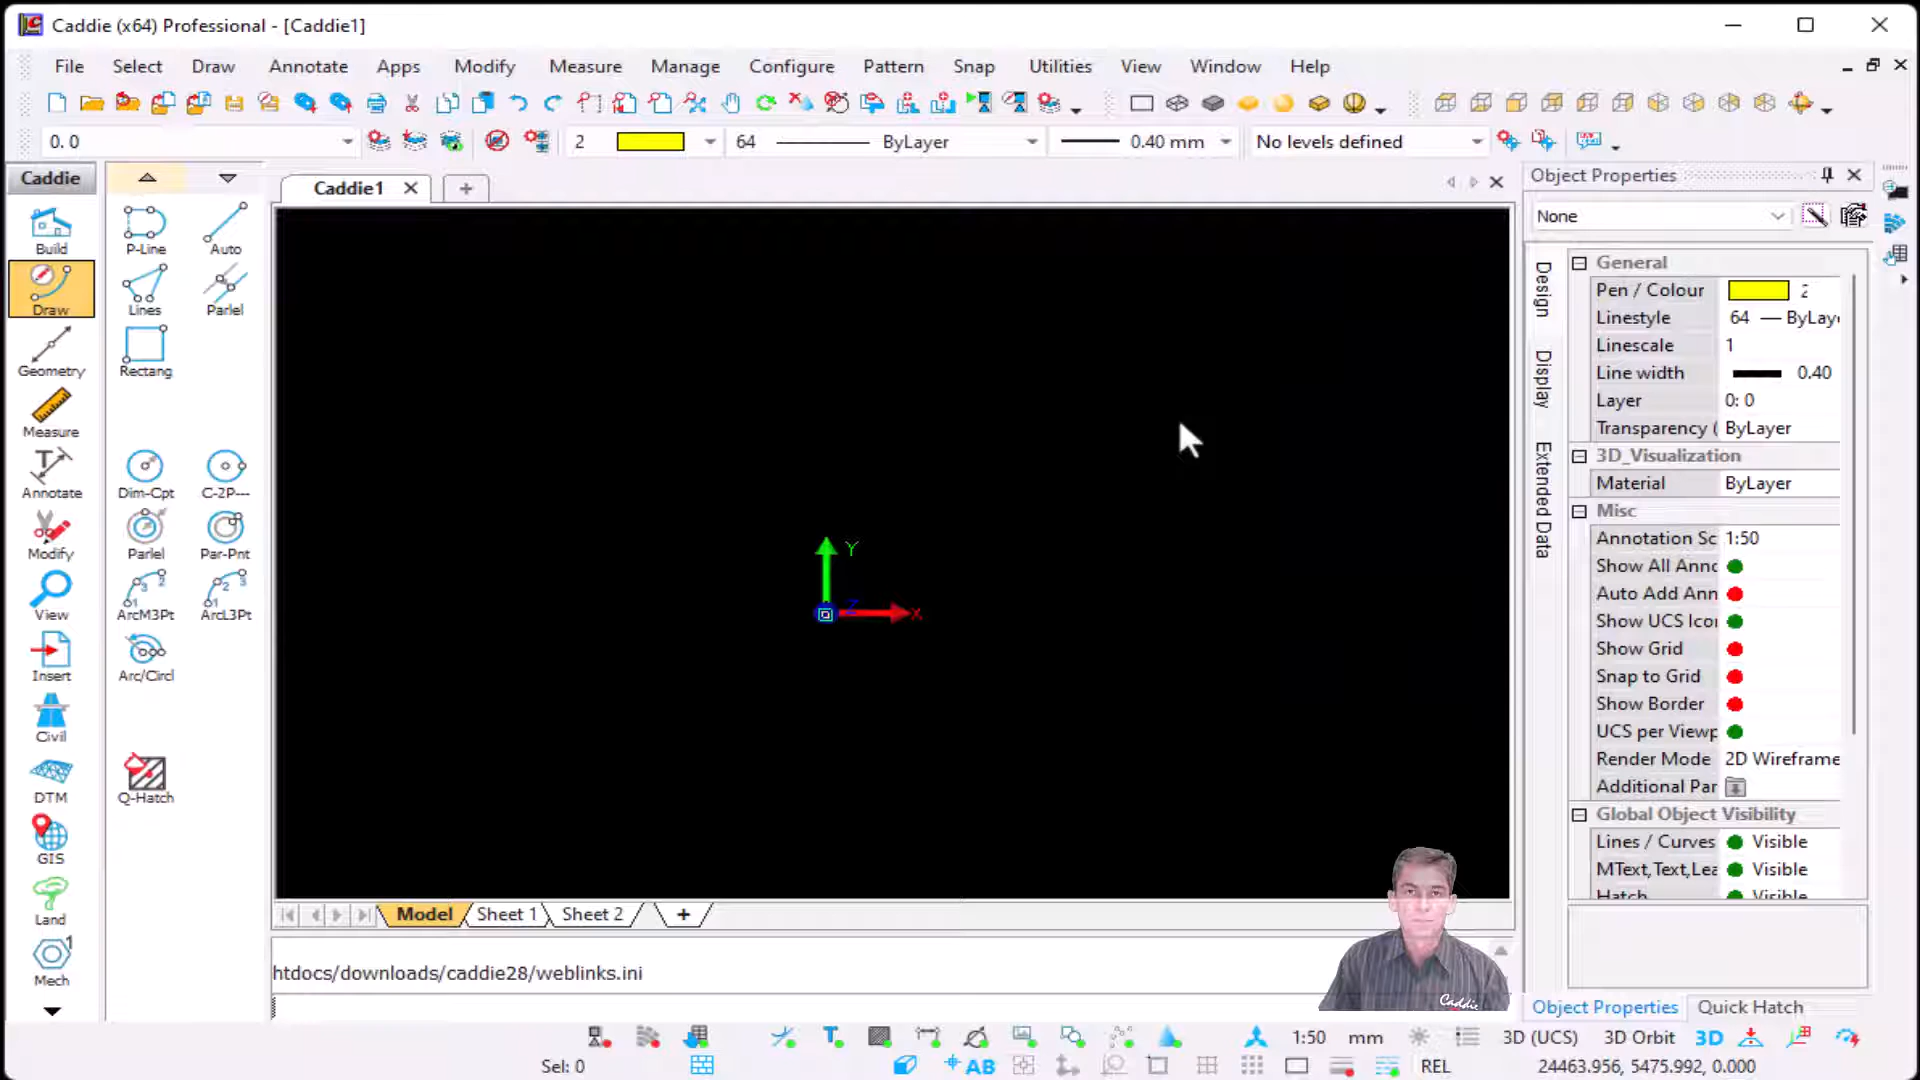 Caddie (x64) Professional - [Caddie1]
File Select Draw Annotate Apps Modify Measure Manage Configure Pattern Snap Utilities View Window Help
0. 0 2 64 ByLayer 0.40 mm No levels defined
Caddie
Build
Draw
Geometry
Measure
Annotate
Modify
View
Insert
Civil
DTM
GIS
Land
Mech
P-Line Auto
Lines Parlel
Rectang
Dim-Cpt C-2P---
Parlel Par-Pnt
ArcM3Pt ArcL3Pt
Arc/Circl
Q-Hatch
Caddie1
Y
Z X
Model Sheet 1 Sheet 2
htdocs/downloads/caddie28/weblinks.ini
Caddie
Object Properties
None
Design
Display
Extended Data
General
Pen / Colour 2
Linestyle 64 ByLay
Linescale 1
Line width 0.40
Layer 0: 0
Transparency ( ByLayer
3D_Visualization
Material ByLayer
Misc
Annotation Sc 1:50
Show All Anno
Auto Add Ann
Show UCS Ico
Show Grid
Snap to Grid
Show Border
UCS per Viewp
Render Mode 2D Wireframe
Additional Par
Global Object Visibility
Lines / Curves Visible
MText,Text,Lea Visible
Hatch Visible
Object Properties Quick Hatch
1:50 mm 3D (UCS) 3D Orbit 3D
Sel: 0 AB REL 24463.956, 5475.992, 0.000